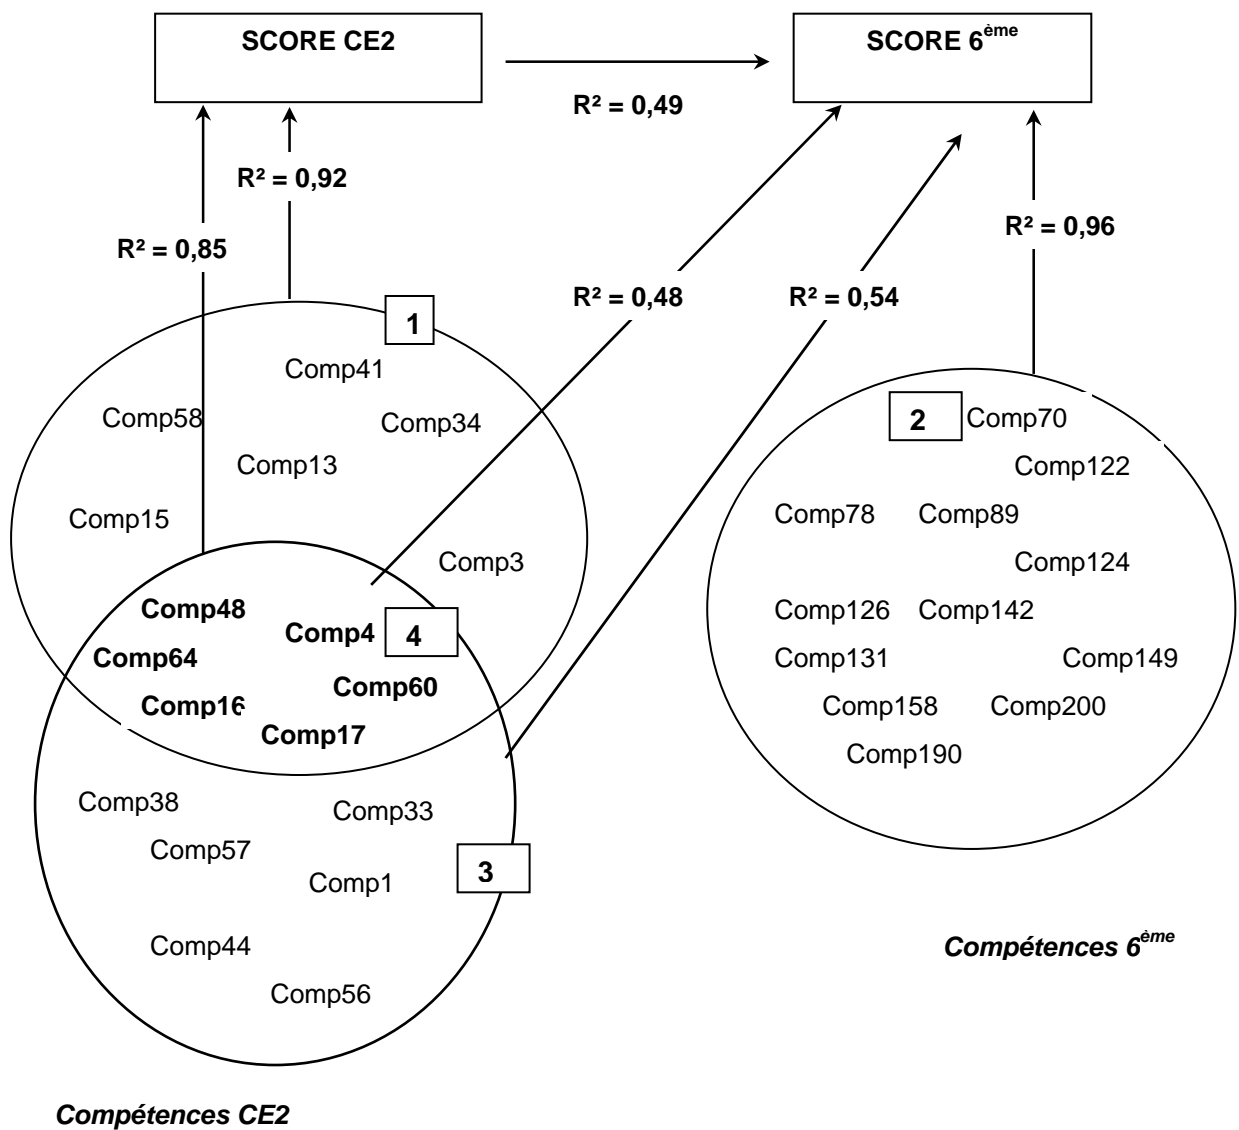 SCORE CE2
SCORE 6ème
R² = 0,49
R² = 0,92
R² = 0,85
R² = 0,96
R² = 0,48
R² = 0,54
1
Comp41
Comp58
Comp34
Comp13
Comp15
Comp3
2
Comp70
Comp122
Comp78
Comp89
Comp124
Comp126
Comp142
Comp131
Comp149
Comp158
Comp200
Comp190
Comp48
Comp4
4
Comp64
Comp60
Comp16
Comp17
Comp38
Comp33
Comp57
Comp1
3
Comp44
Comp56
Compétences 6ème
Compétences CE2